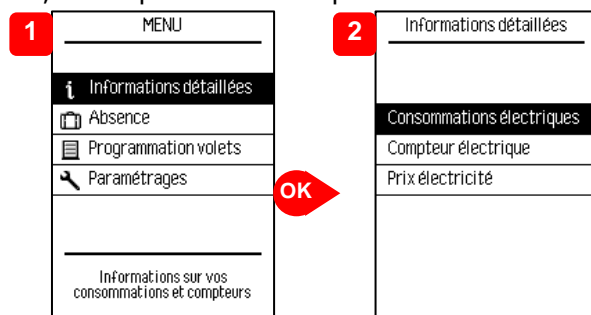 1
MENU
Informations détaillées
Absence
Programmation volets
Paramétrages
Informations sur vos
consommations et compteurs
OK
2
Informations détaillées
Consommations électriques
Compteur électrique
Prix électricité